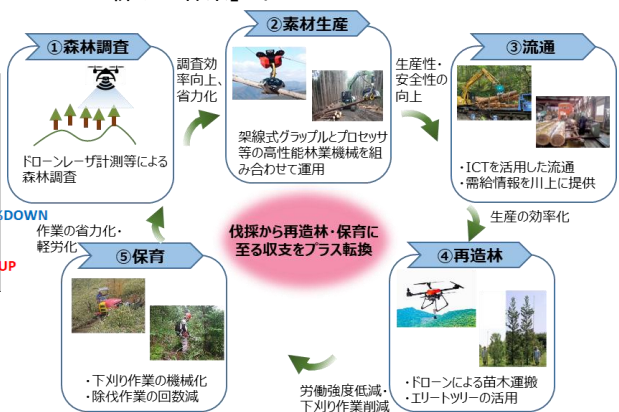 ①森林調査
ドローンレーザ計測等による
森林調査
調査効
率向上、
省力化
②素材生産
架線式グラップルとプロセッサ
等の高性能林業機械を組
み合わせて運用
生産性・
安全性の
向上
③流通
・ICTを活用した流通
・需給情報を川上に提供
生産の効率化
④再造林
・ドローンによる苗木運搬
・エリートツリーの活用
労働強度低減・
下刈り作業削減
⑤保育
・下刈り作業の機械化
・除伐作業の回数減
作業の省力化・
軽労化
伐採から再造林・保育に
至る収支をプラス転換
DOWN
UP